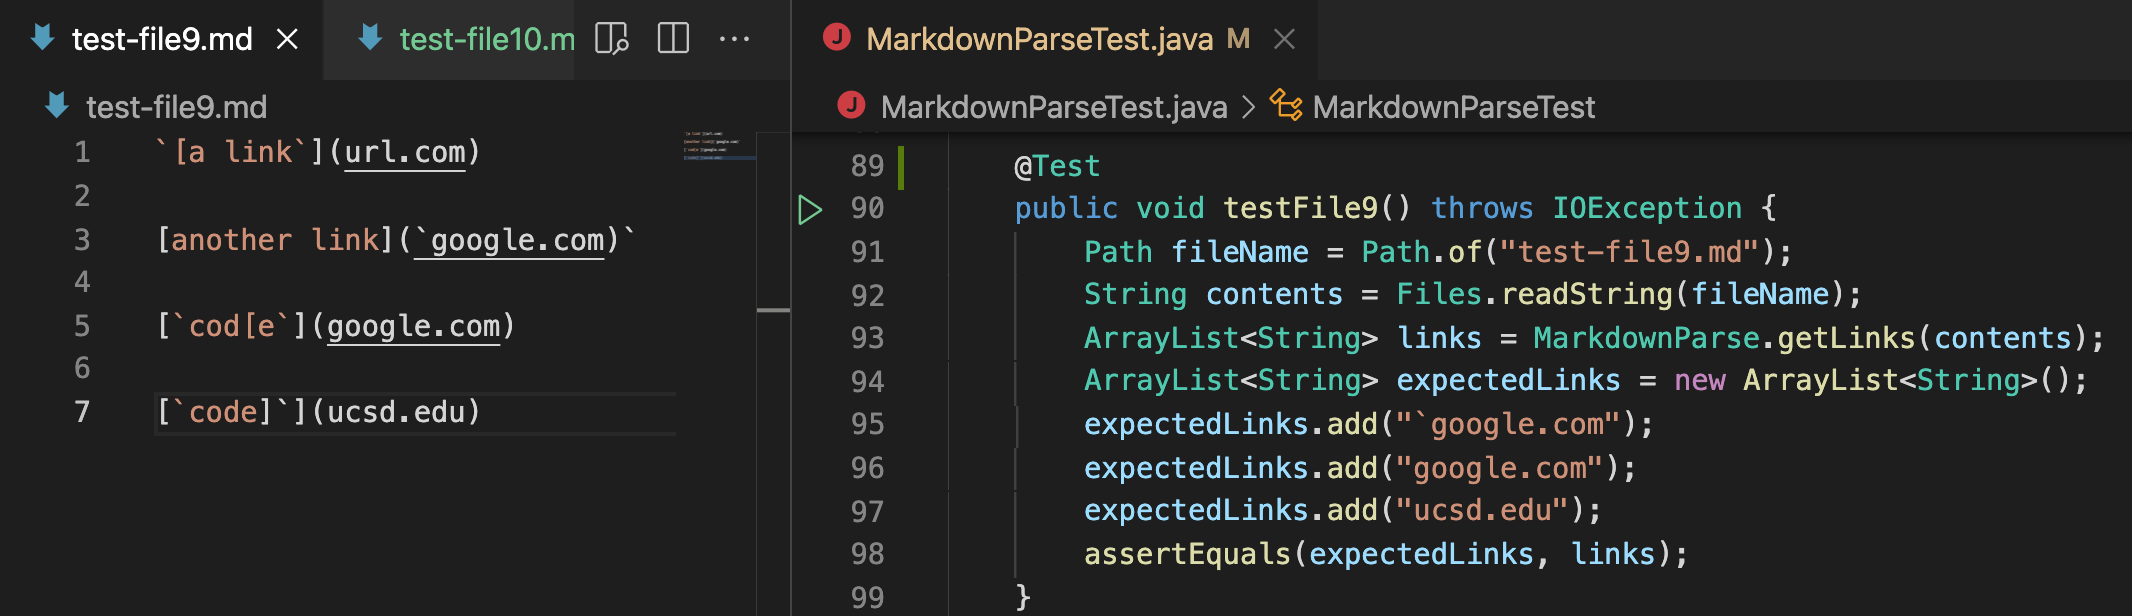 test-file9.md
test-file10.m
test-file9.md
1 `[a link`](url.com)
2
3 [another link](`google.com)`
4
5 [`cod[e`](google.com)
6
7 [`code]`](ucsd.edu)
MarkdownParseTest.java M
MarkdownParseTest.java > MarkdownParseTest
89 @Test
90 public void testFile9() throws IOException {
91 Path fileName = Path.of("test-file9.md");
92 String contents = Files.readString(fileName);
93 ArrayList<String> links = MarkdownParse.getLinks(contents);
94 ArrayList<String> expectedLinks = new ArrayList<String>();
95 expectedLinks.add("`google.com");
96 expectedLinks.add("google.com");
97 expectedLinks.add("ucsd.edu");
98 assertEquals(expectedLinks, links);
99 }